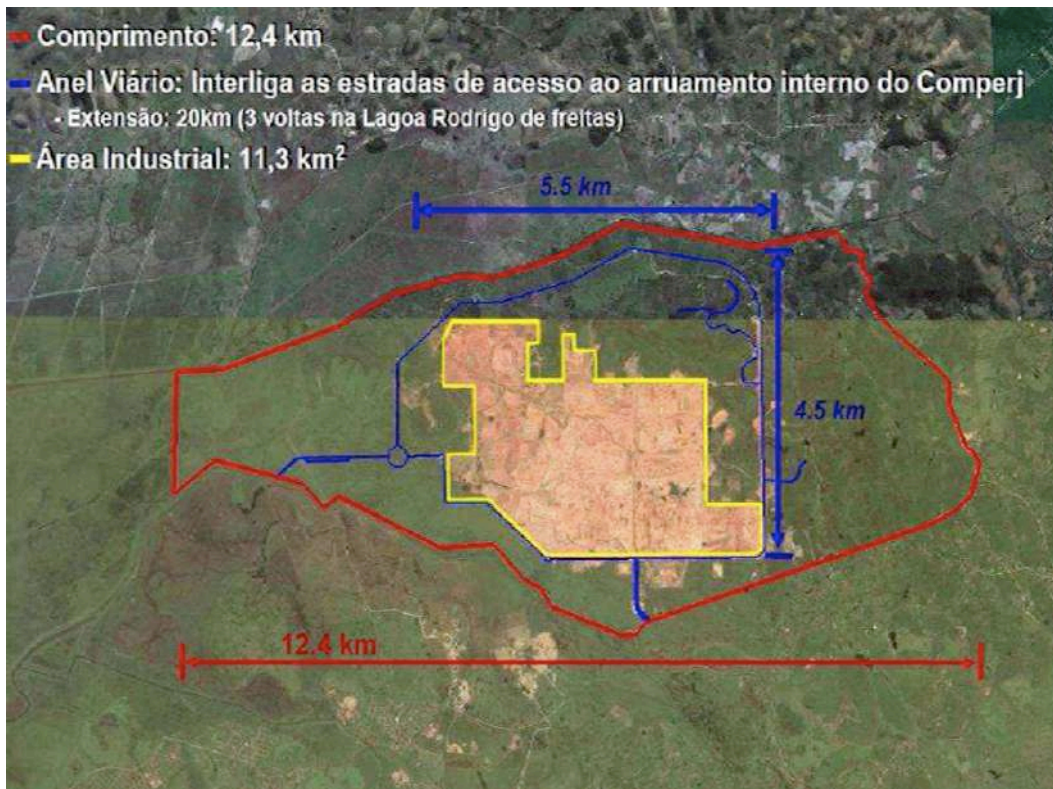 Comprimento: 12,4 km
Anel Viário: Interliga as estradas de acesso ao arruamento interno do Comperj
- Extensão: 20km (3 voltas na Lagoa Rodrigo de freitas)
Área Industrial: 11,3 km²
5.5 km
4.5 km
12.4 km